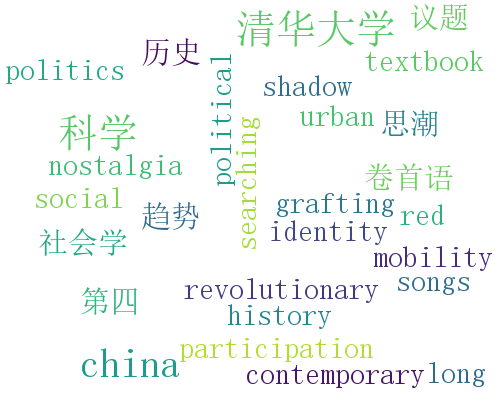 清华大学
议题
历史
textbook
politics
political
shadow
urban
思潮
科学
searching
nostalgia
卷首语
social
趋势
grafting
red
identity
社会学
mobility
songs
revolutionary
第四
history
participation
china
contemporary
long